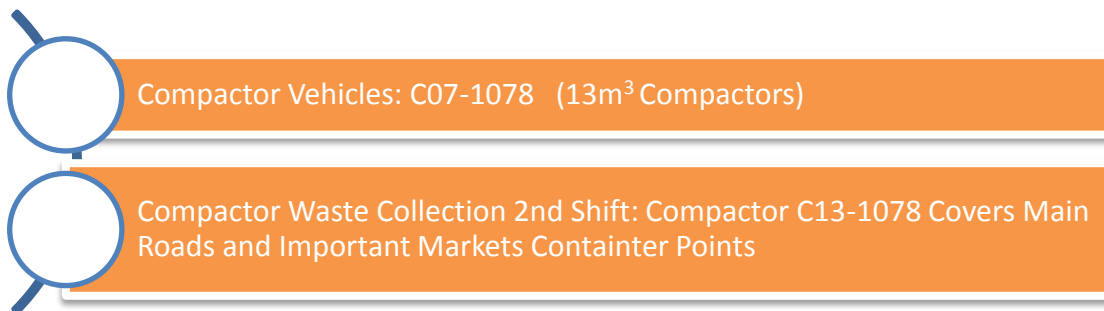 Compactor Vehicles: C07-1078 (13m³ Compactors)
Compactor Waste Collection 2nd Shift: Compactor C13-1078 Covers Main
Roads and Important Markets Containter Points